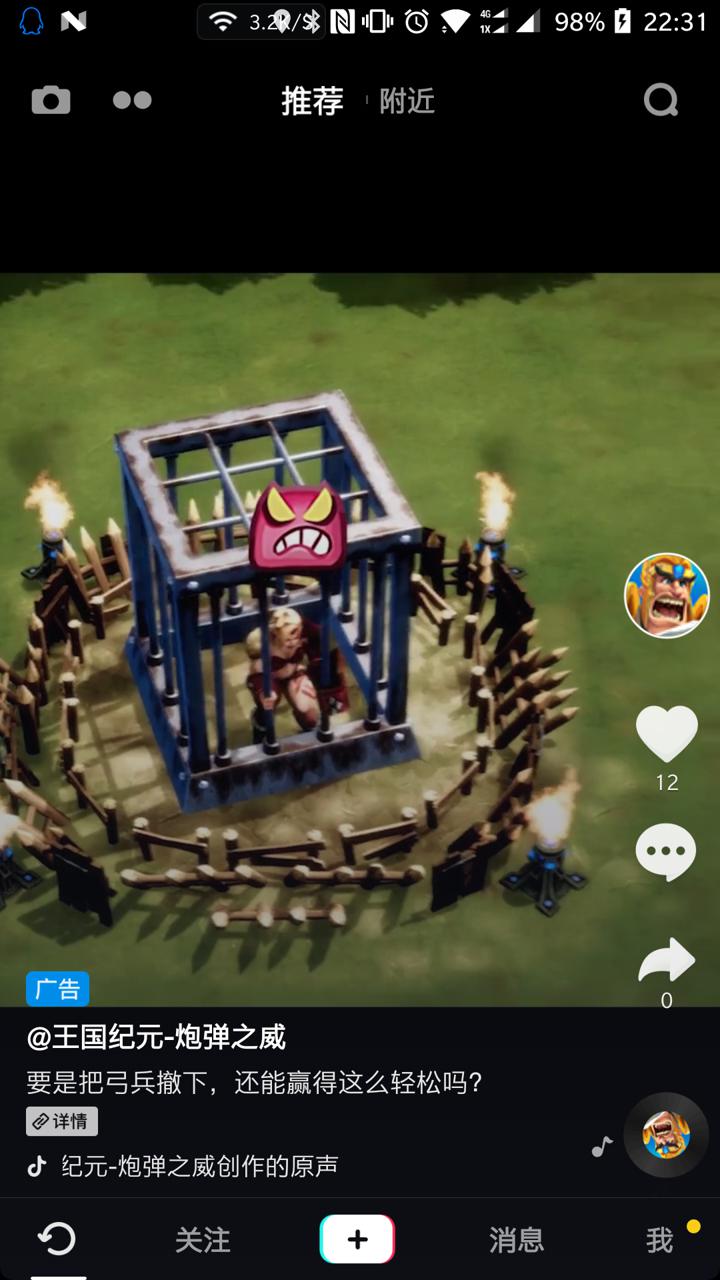 4G
1X
98%
22:31
推荐
附近
12
0
广告
@王国纪元-炮弹之威
要是把弓兵撤下，还能赢得这么轻松吗?
详情
纪元-炮弹之威创作的原声
关注
消息
我